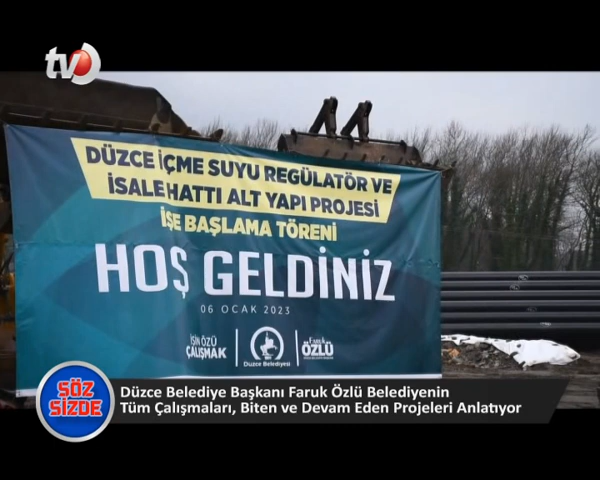 tv
DÜZCE İÇME SUYU REGÜLATÖR VE
İSALE HATTI ALT YAPI PROJESİ
İŞE BAŞLAMA TÖRENİ
HOŞ GELDİNİZ
06 OCAK 2023
İŞİN ÖZÜ
ÇALIŞMAK
Düzce Belediyesi
Faruk
ÖZLÜ
SÖZ
SİZDE
Düzce Belediye Başkanı Faruk Özlü Belediyenin
Tüm Çalışmaları, Biten ve Devam Eden Projeleri Anlatıyor